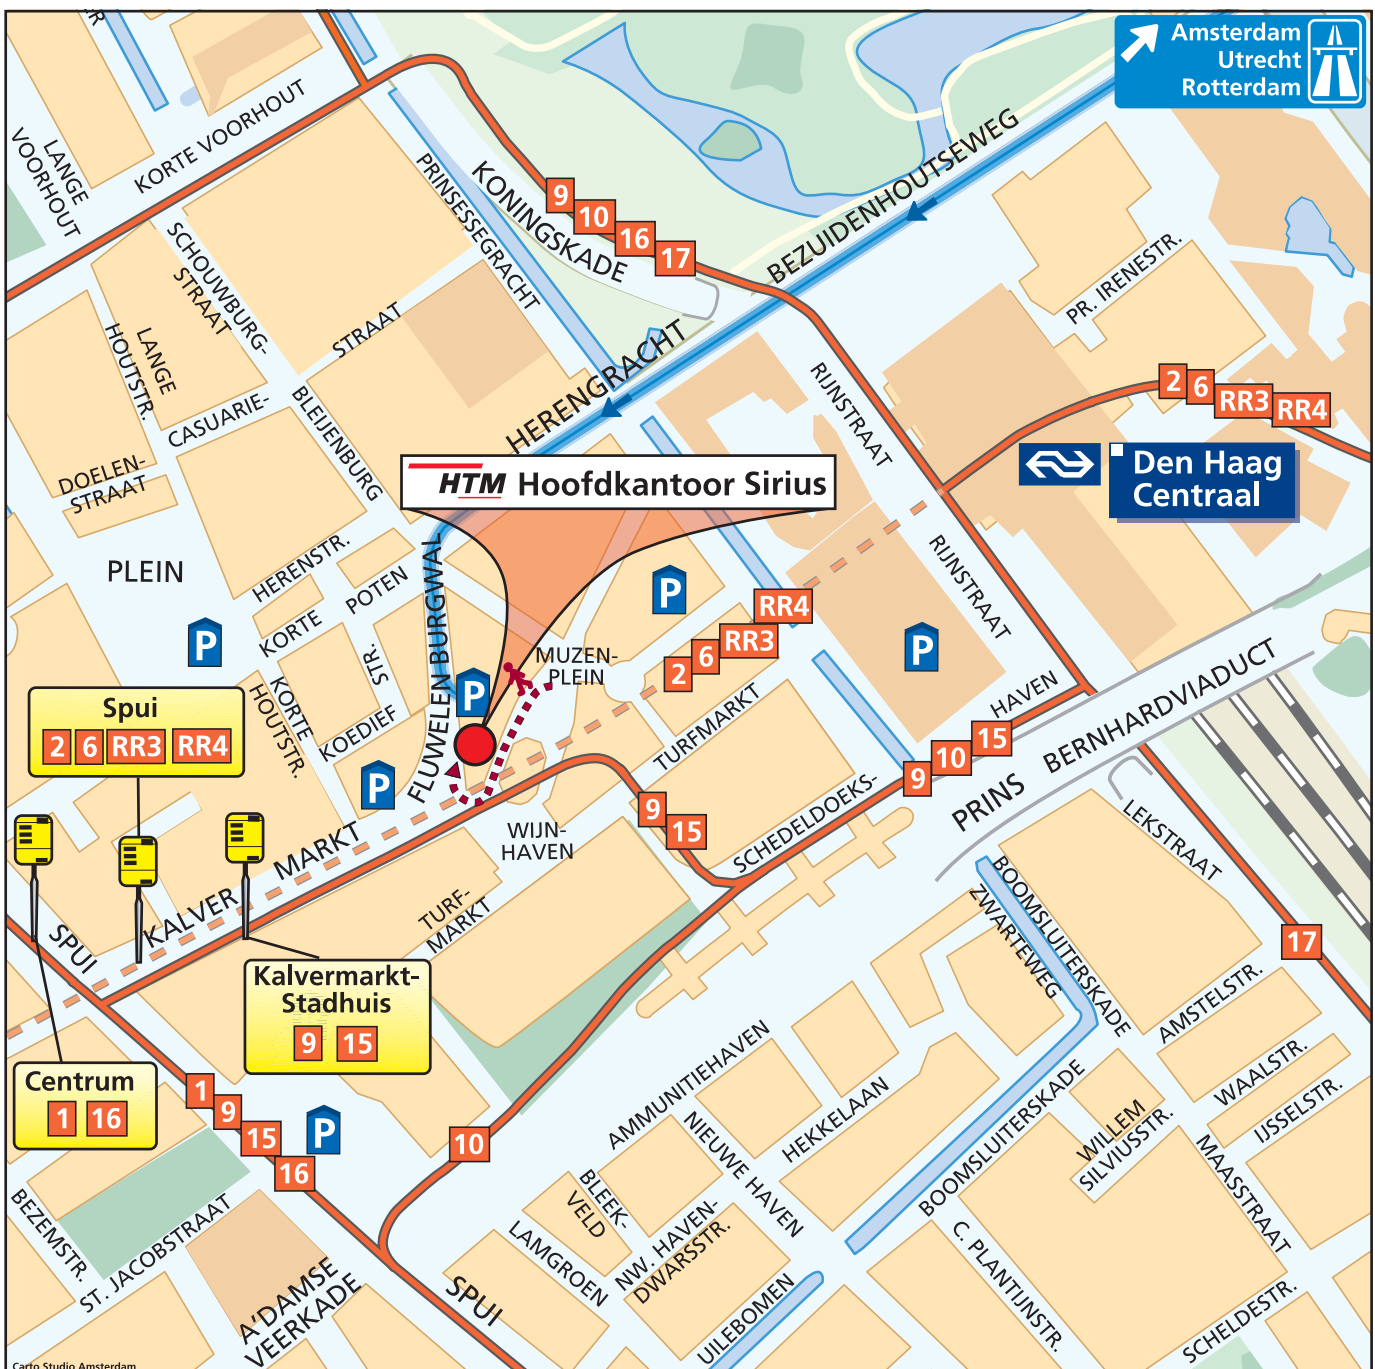 Amsterdam
Utrecht
Rotterdam
KORTE VOORHOUT
LANGE
VOORHOUT
PRINSESSEGRACHT
KONINGSKADE
9
10
16
17
BEZUIDENHOUTSEWEG
PR. IRENESTR.
SCHOUWBURG-
STRAAT
STRAAT
LANGE
HOUTSTR.
CASUARIE-
BLEIJENBURG
HERENGRACHT
RIJNSTRAAT
2
6
RR3
RR4
Den Haag
Centraal
HTM Hoofdkantoor Sirius
DOELEN-
STRAAT
PLEIN
HERENSTR.
KORTE
POTEN
FLUWELEN BURGWAL
RIJNSTRAAT
P
P
P
P
P
RR4
RR3
6
2
MUZEN-
PLEIN
KORTE
HOUTSTR.
KOEDIEF
STR.
TURFMARKT
HAVEN
SCHEDELDOEKS-
9
10
15
PRINS BERNHARDVIADUCT
Spui
2
6
RR3
RR4
9
15
WIJN-
HAVEN
KALVER
MARKT
TURF-
MARKT
SPUI
LEKSTRAAT
BOOMSLUITERSKADE
ZWARTEWEG
17
Kalvermarkt-
Stadhuis
9
15
Centrum
1
16
1
9
15
16
P
10
AMMUNITIEHAVEN
NIEUWE HAVEN
HEKKELAAN
BOOMSLUITERSKADE
AMSTELSTR.
WAALSTR.
IJSSELSTR.
WILLEM
SILVIUSSTR.
MAASSTRAAT
BEZEMSTR.
ST. JACOBSTRAAT
A'DAMSE
VEERKADE
SPUI
LAMGROEN
BLEEK-
VELD
NW. HAVEN-
DWARSSTR.
UILEBOMEN
C. PLANTIJNSTR.
SCHELDESTR.
Carto Studio Amsterdam